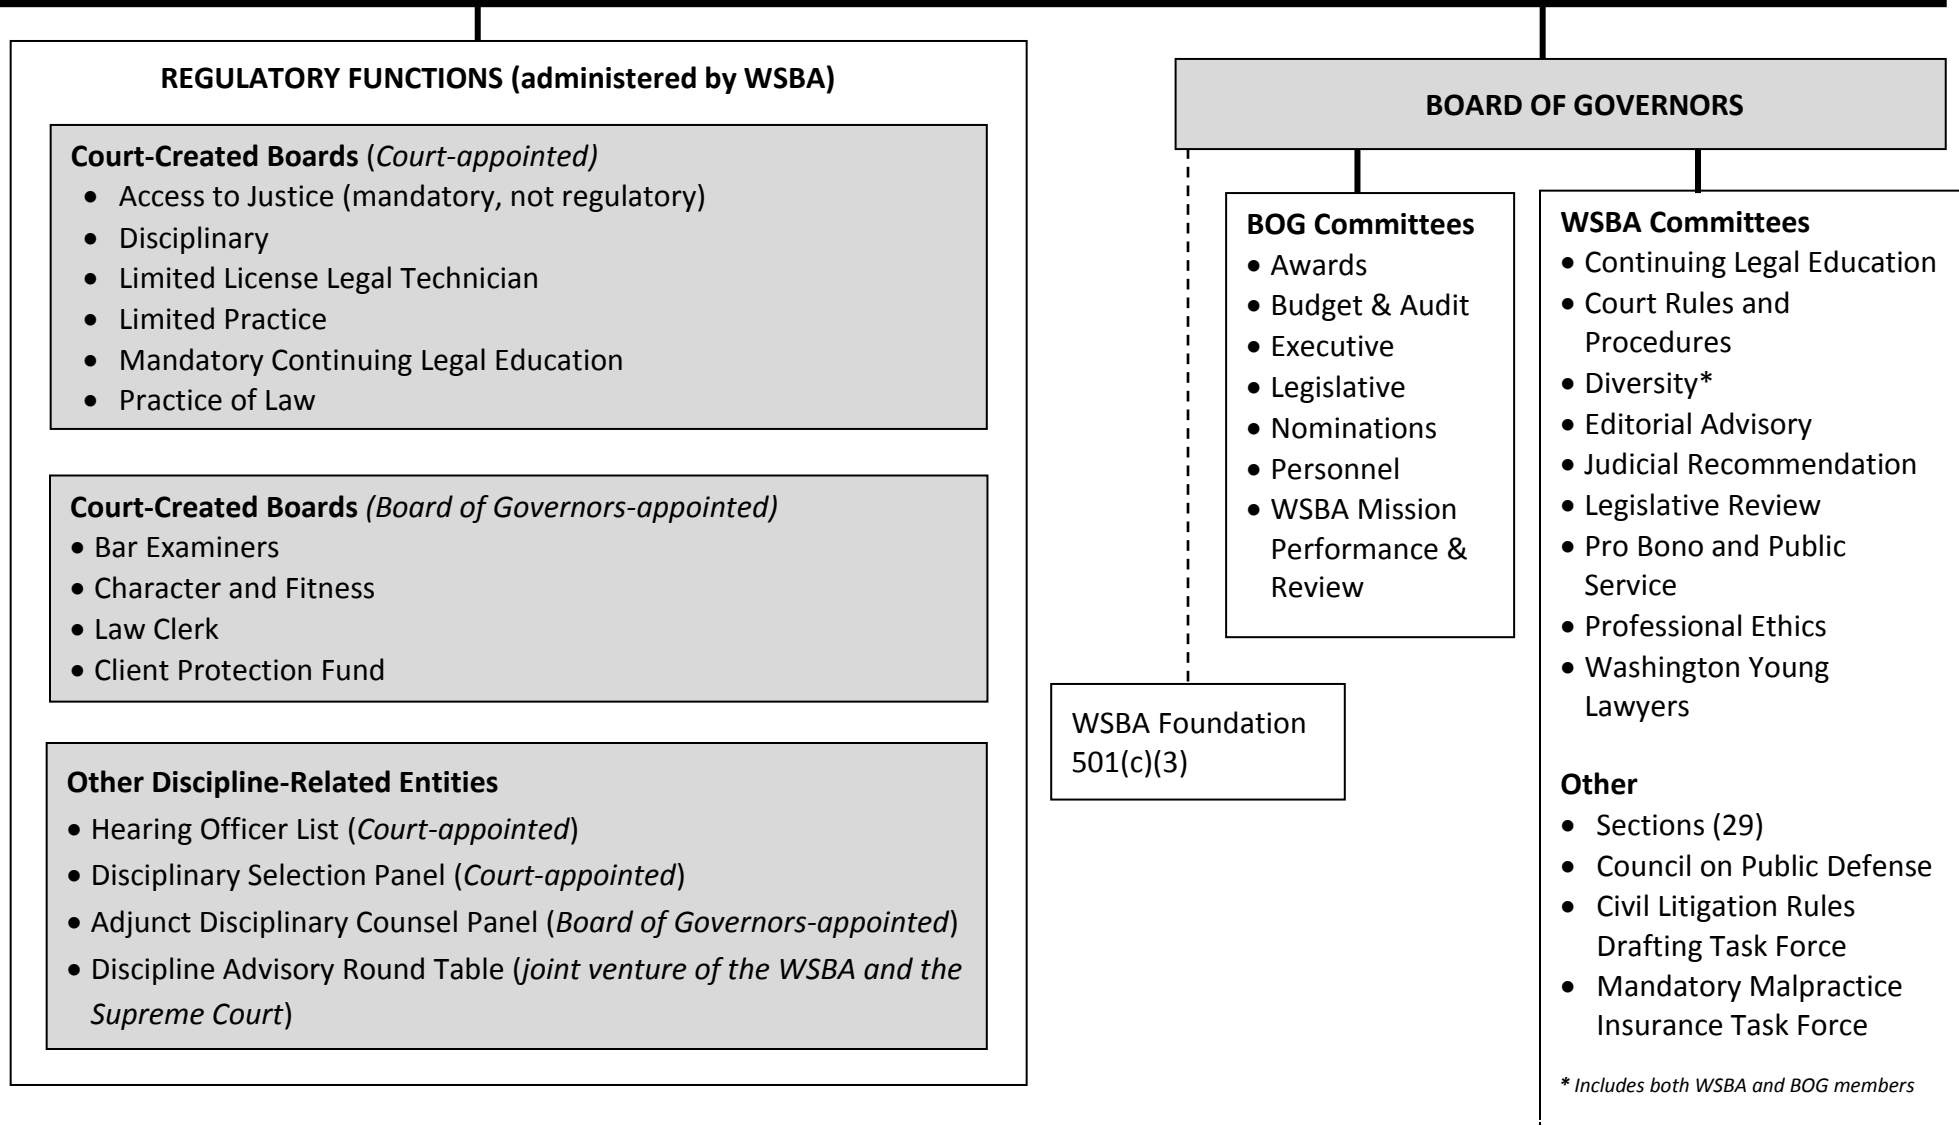 REGULATORY FUNCTIONS (administered by WSBA)
Court-Created Boards (Court-appointed)
• Access to Justice (mandatory, not regulatory)
• Disciplinary
• Limited License Legal Technician
• Limited Practice
• Mandatory Continuing Legal Education
• Practice of Law
Court-Created Boards (Board of Governors-appointed)
• Bar Examiners
• Character and Fitness
• Law Clerk
• Client Protection Fund
Other Discipline-Related Entities
• Hearing Officer List (Court-appointed)
• Disciplinary Selection Panel (Court-appointed)
• Adjunct Disciplinary Counsel Panel (Board of Governors-appointed)
• Discipline Advisory Round Table (joint venture of the WSBA and the
Supreme Court)
BOARD OF GOVERNORS
WSBA Foundation
501(c)(3)
BOG Committees
• Awards
• Budget & Audit
• Executive
• Legislative
• Nominations
• Personnel
• WSBA Mission
Performance &
Review
WSBA Committees
• Continuing Legal Education
• Court Rules and
Procedures
• Diversity*
• Editorial Advisory
• Judicial Recommendation
• Legislative Review
• Pro Bono and Public
Service
• Professional Ethics
• Washington Young
Lawyers
Other
• Sections (29)
• Council on Public Defense
• Civil Litigation Rules
Drafting Task Force
• Mandatory Malpractice
Insurance Task Force
* Includes both WSBA and BOG members